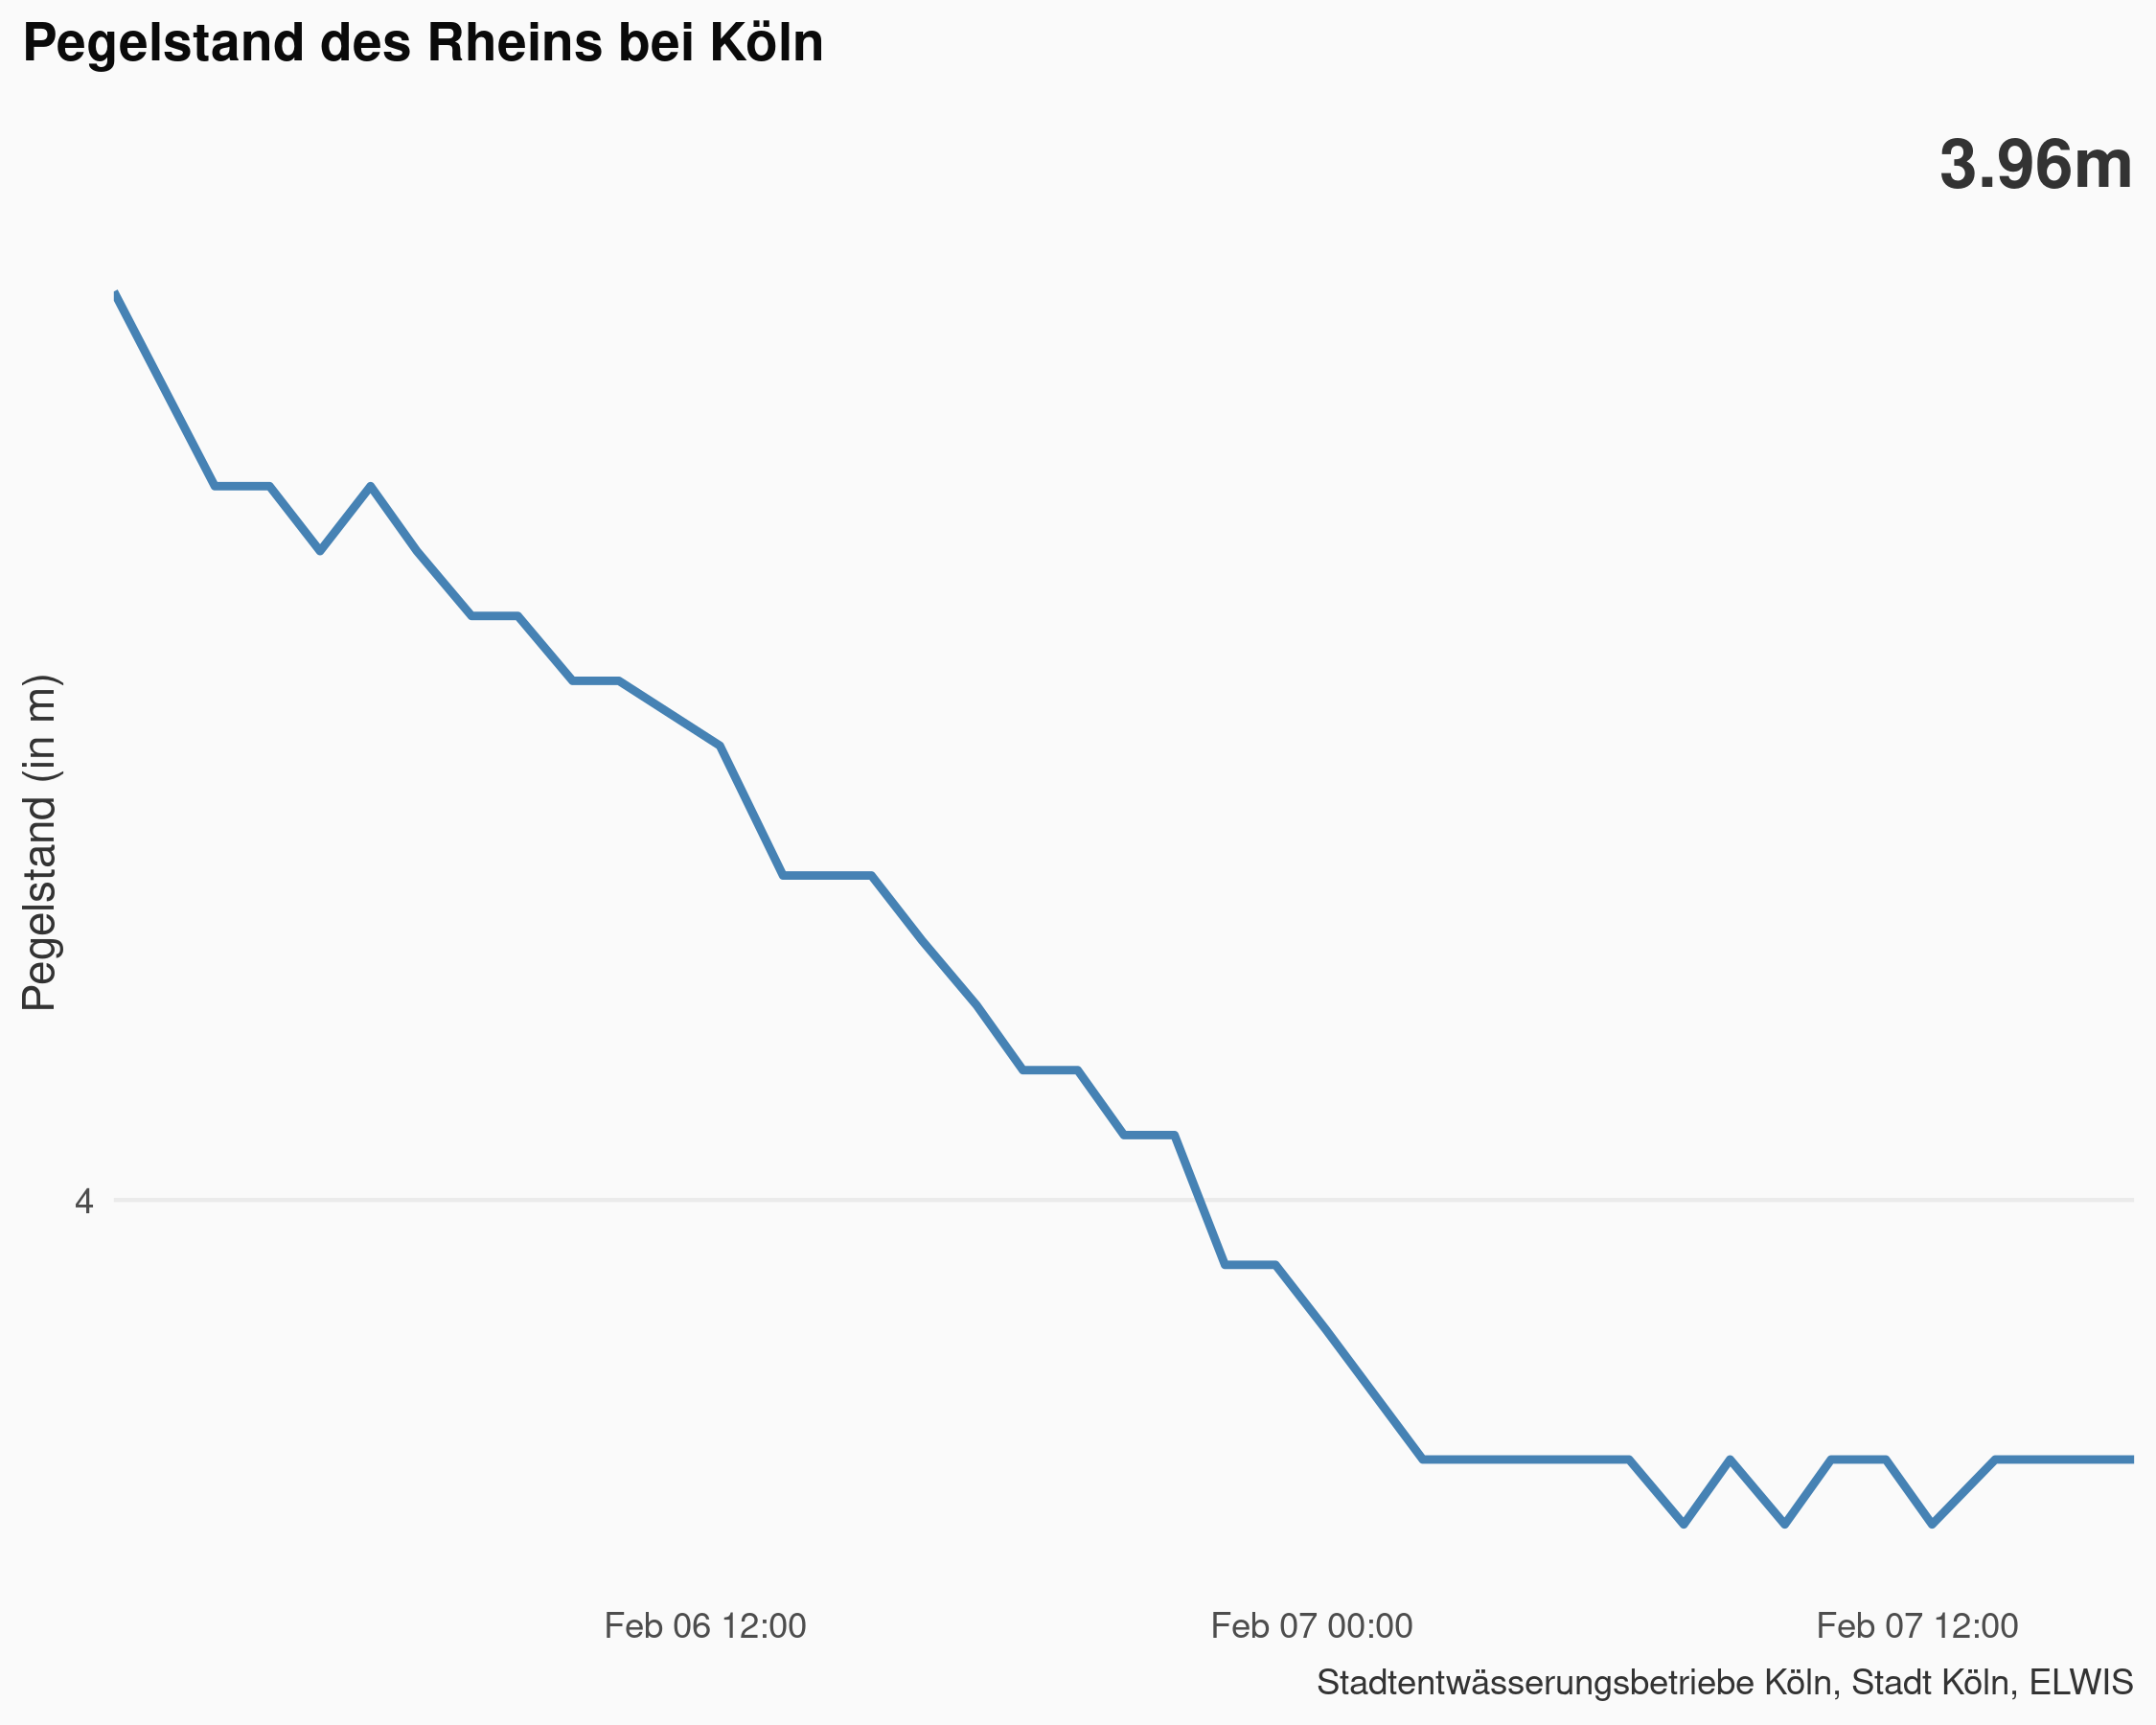 Pegelstand des Rheins bei Köln
3.96m
Pegelstand (in m)
4
Feb 06 12:00
Feb 07 00:00
Feb 07 12:00
Stadtentwässerungsbetriebe Köln, Stadt Köln, ELWIS